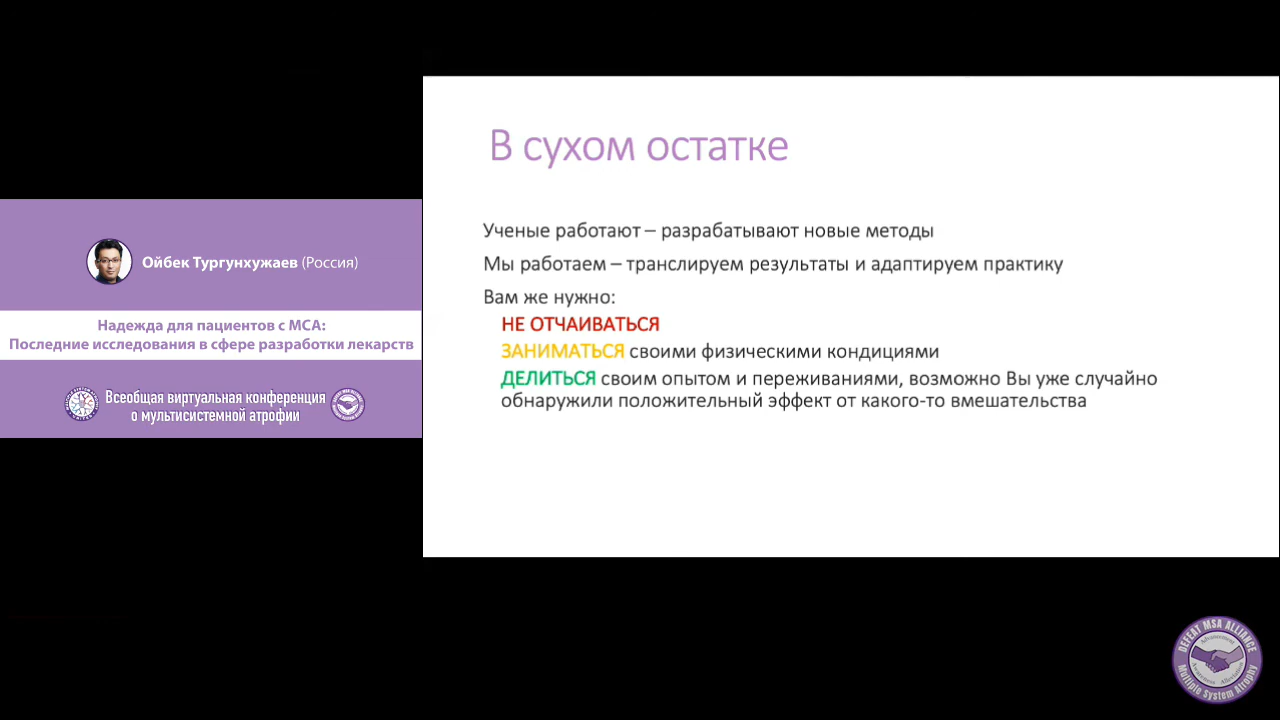 Ойбек Тургунхужаев (Россия)
Надежда для пациентов с МСА:
Последние исследования в сфере разработки лекарств
Всеобщая виртуальная конференция
о мультисистемной атрофии
В сухом остатке
Ученые работают – разрабатывают новые методы
Мы работаем – транслируем результаты и адаптируем практику
Вам же нужно:
НЕ ОТЧАИВАТЬСЯ
ЗАНИМАТЬСЯ своими физическими кондициями
ДЕЛИТЬСЯ своим опытом и переживаниями, возможно Вы уже случайно
обнаружили положительный эффект от какого-то вмешательства
DEFEAT MSA ALLIANCE
Multiple System Atrophy